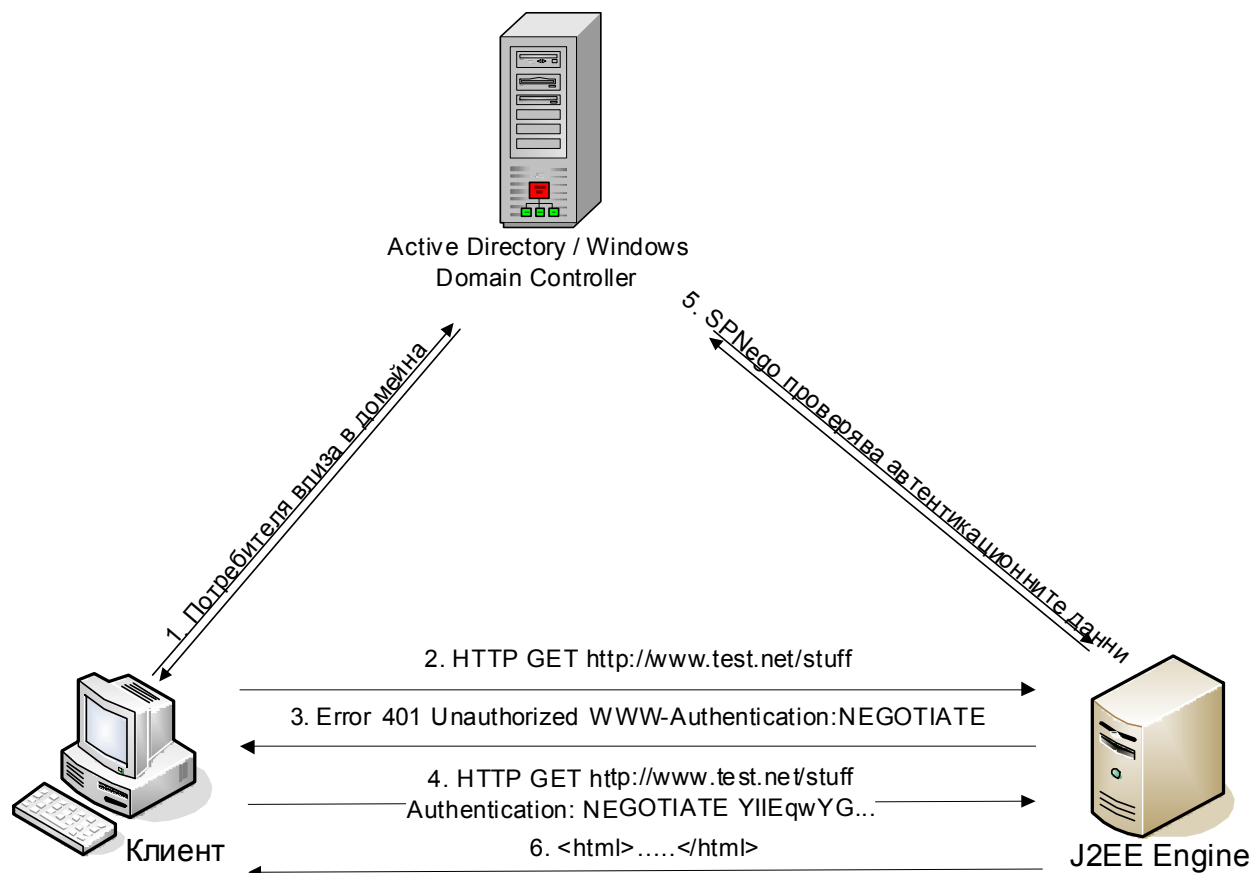 Active Directory / Windows
Domain Controller
1. Потребителя влиза в домейна
5. SPNego проверява автентикационните данни
2. HTTP GET http://www.test.net/stuff
3. Error 401 Unauthorized WWW-Authentication:NEGOTIATE
4. HTTP GET http://www.test.net/stuff
Authentication: NEGOTIATE YIIEqwYG...
6. <html>.....</html>
Клиент
J2EE Engine